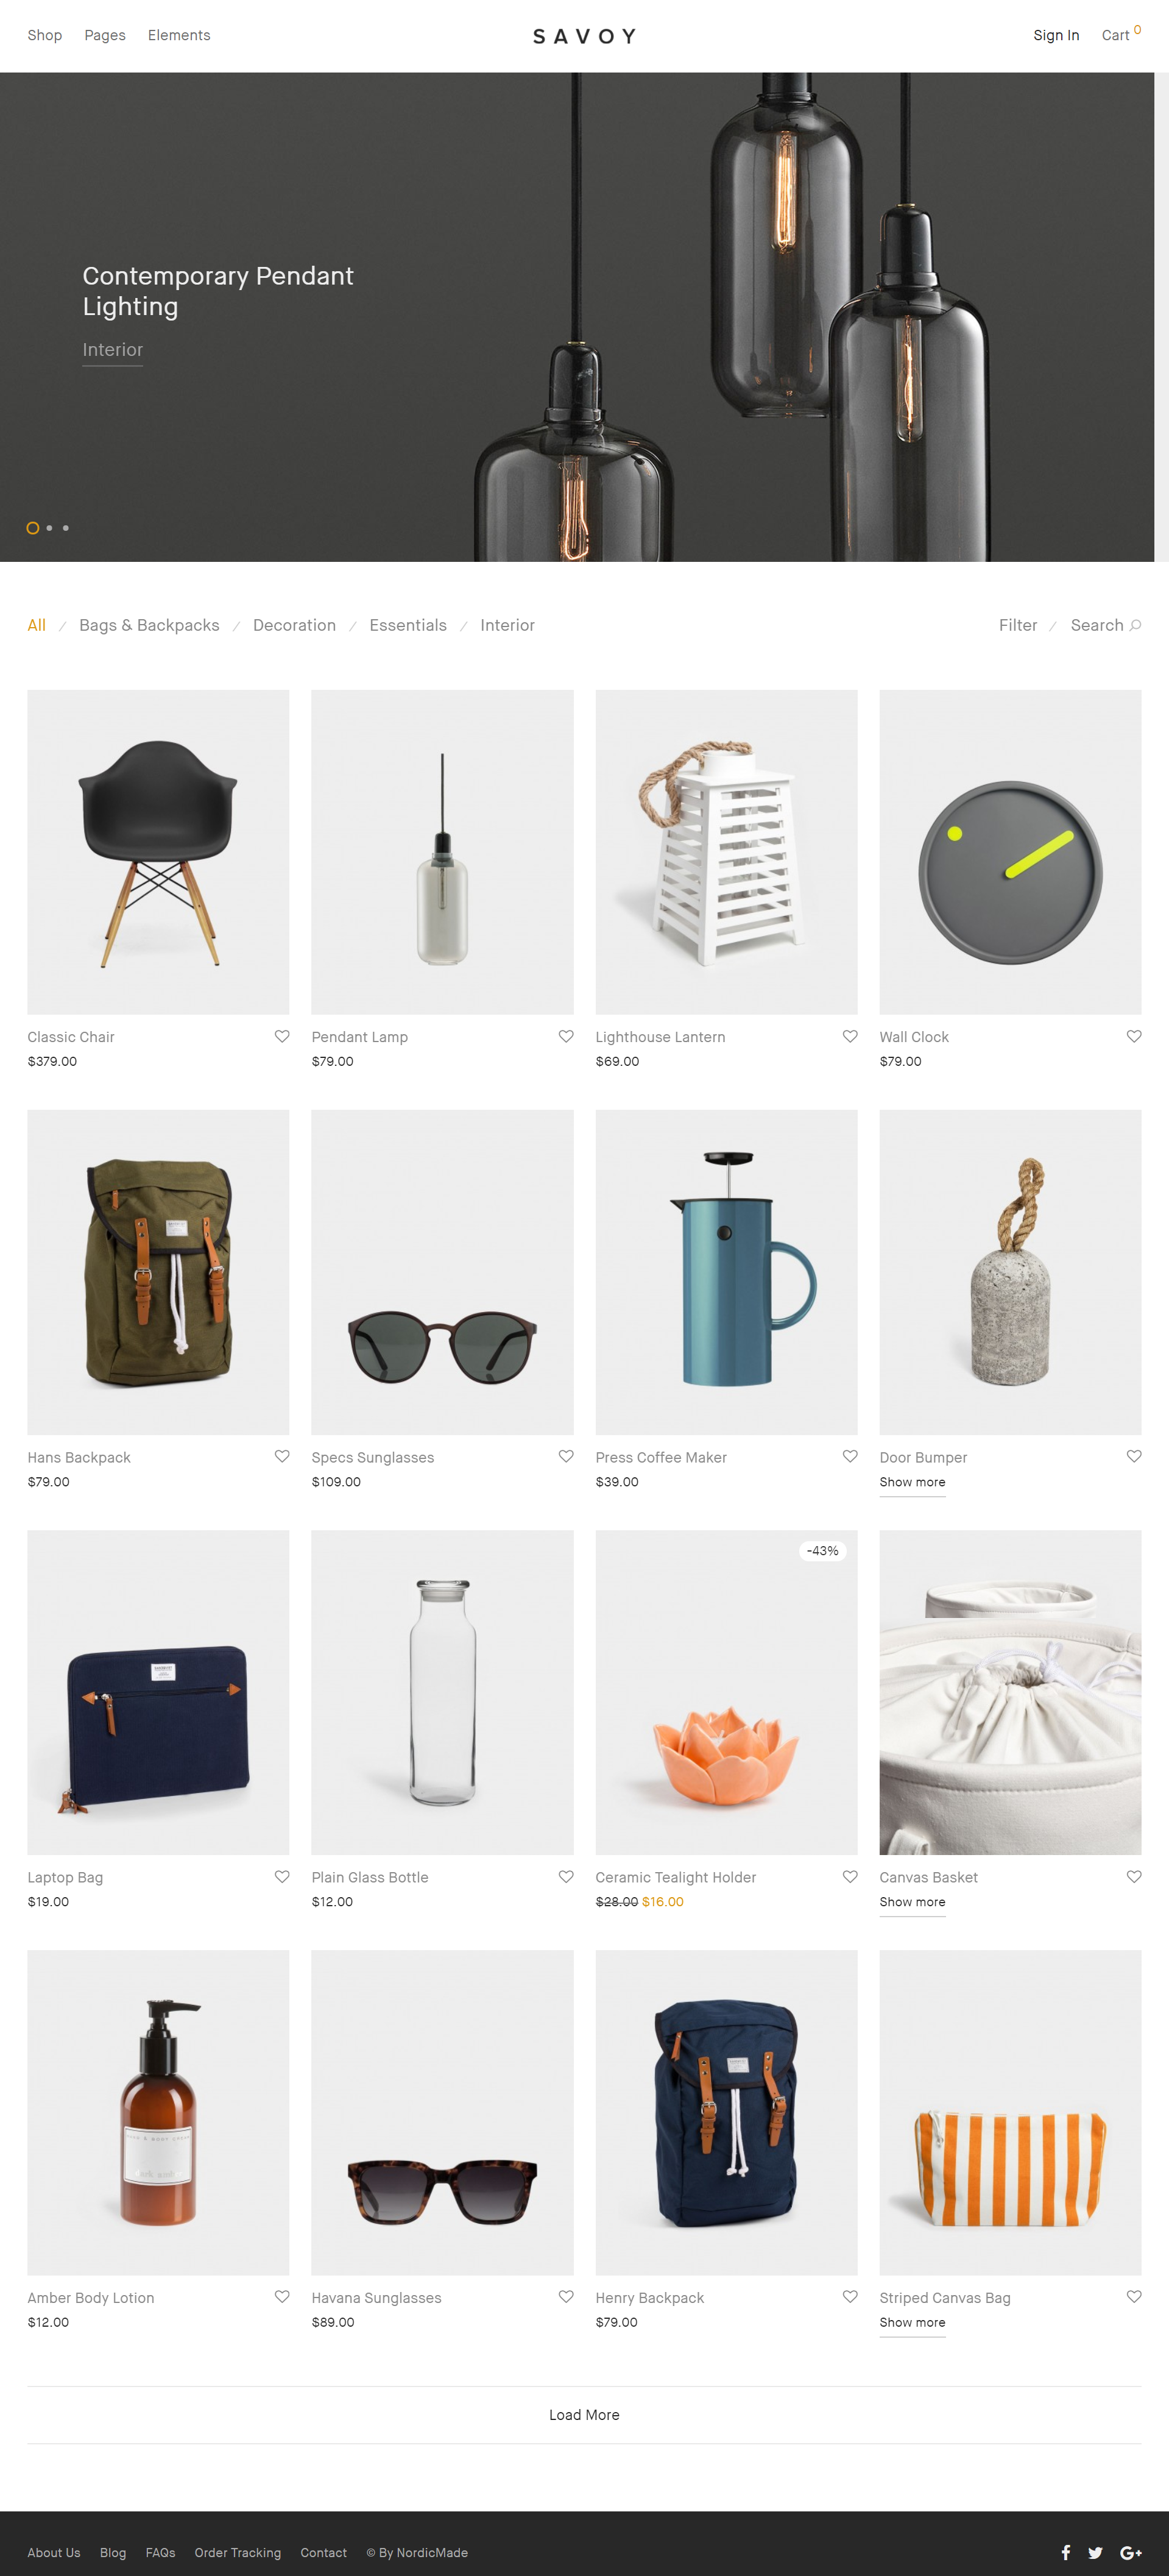 Shop Pages Elements SAVOY Sign In Cart 0
Contemporary Pendant
Lighting
Interior
All / Bags & Backpacks / Decoration / Essentials / Interior Filter / Search
Classic Chair Pendant Lamp Lighthouse Lantern Wall Clock
$379.00 $79.00 $69.00 $79.00
Hans Backpack Specs Sunglasses Press Coffee Maker Door Bumper
$79.00 $109.00 $39.00 Show more
-43%
Laptop Bag Plain Glass Bottle Ceramic Tealight Holder Canvas Basket
$19.00 $12.00 $28.00 $16.00 Show more
Amber Body Lotion Havana Sunglasses Henry Backpack Striped Canvas Bag
$12.00 $89.00 $79.00 Show more
Load More
About Us Blog FAQs Order Tracking Contact © By NordicMade